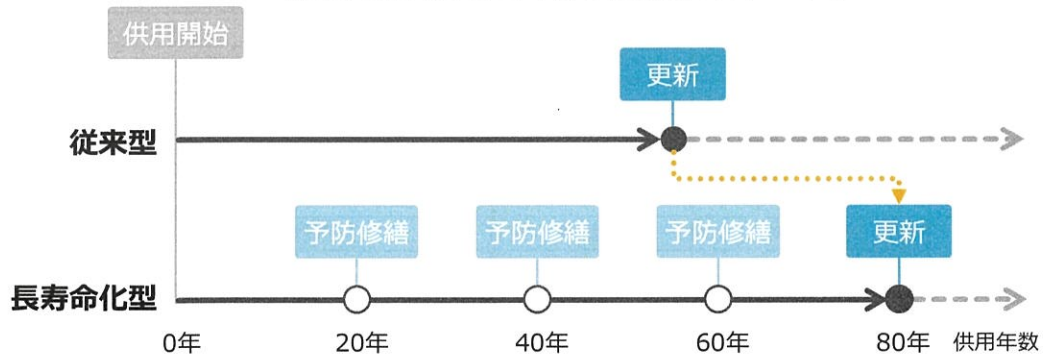 供用開始
更新
従来型
予防修繕
予防修繕
予防修繕
更新
長寿命化型
0年
20年
40年
60年
80年
供用年数